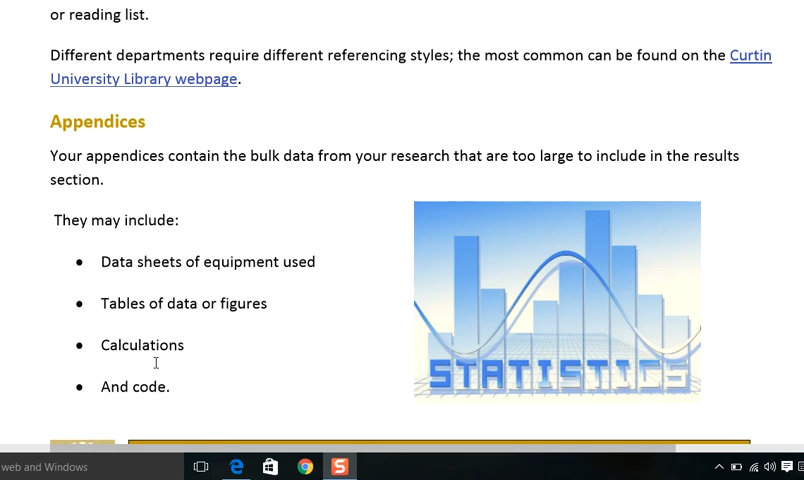 or reading list.
Different departments require different referencing styles; the most common can be found on the Curtin
University Library webpage.
Appendices
Your appendices contain the bulk data from your research that are too large to include in the results
section.
They may include:
• Data sheets of equipment used
• Tables of data or figures
• Calculations
• And code.
STATISTICS
web and Windows